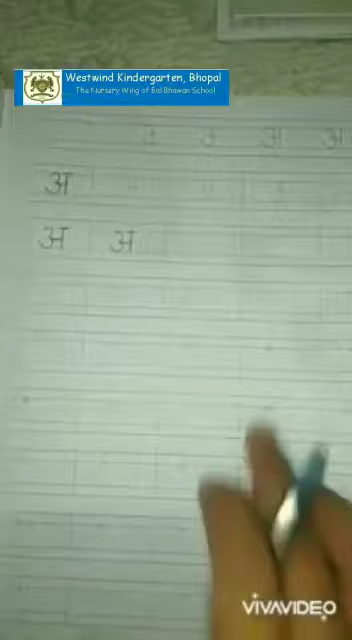 Westwind Kindergarten, Bhopal
The Nursery Wing of Bal Bhawan School
उ उ अ अ
अ
अ अ
VIVAVIDEO